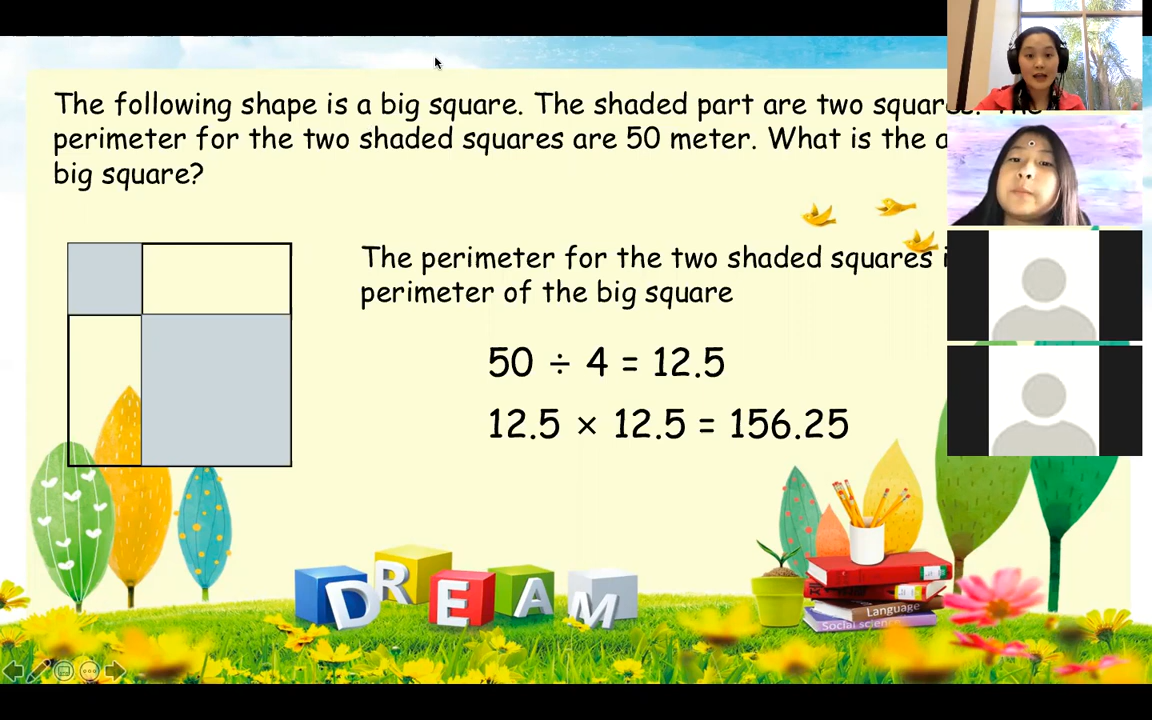 The following shape is a big square. The shaded part are two
perimeter for the two shaded squares are 50 meter. What is the
big square?
The perimeter for the two shaded squares
perimeter of the big square
50 ÷ 4 = 12.5
12.5 × 12.5 = 156.25
DREAM
Language
Social science